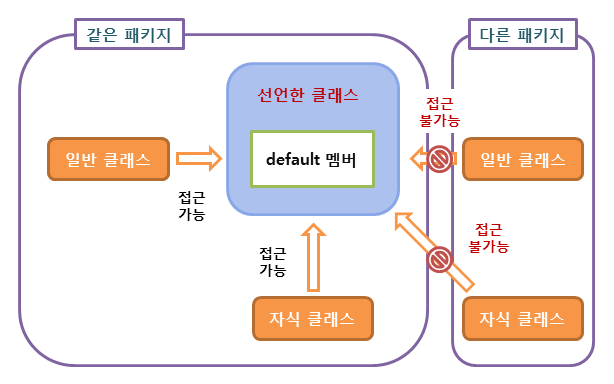 같은 패키지
다른 패키지
선언한 클래스
default 멤버
일반 클래스
접근
가능
접근
불가능
일반 클래스
접근
가능
접근
불가능
자식 클래스
자식 클래스